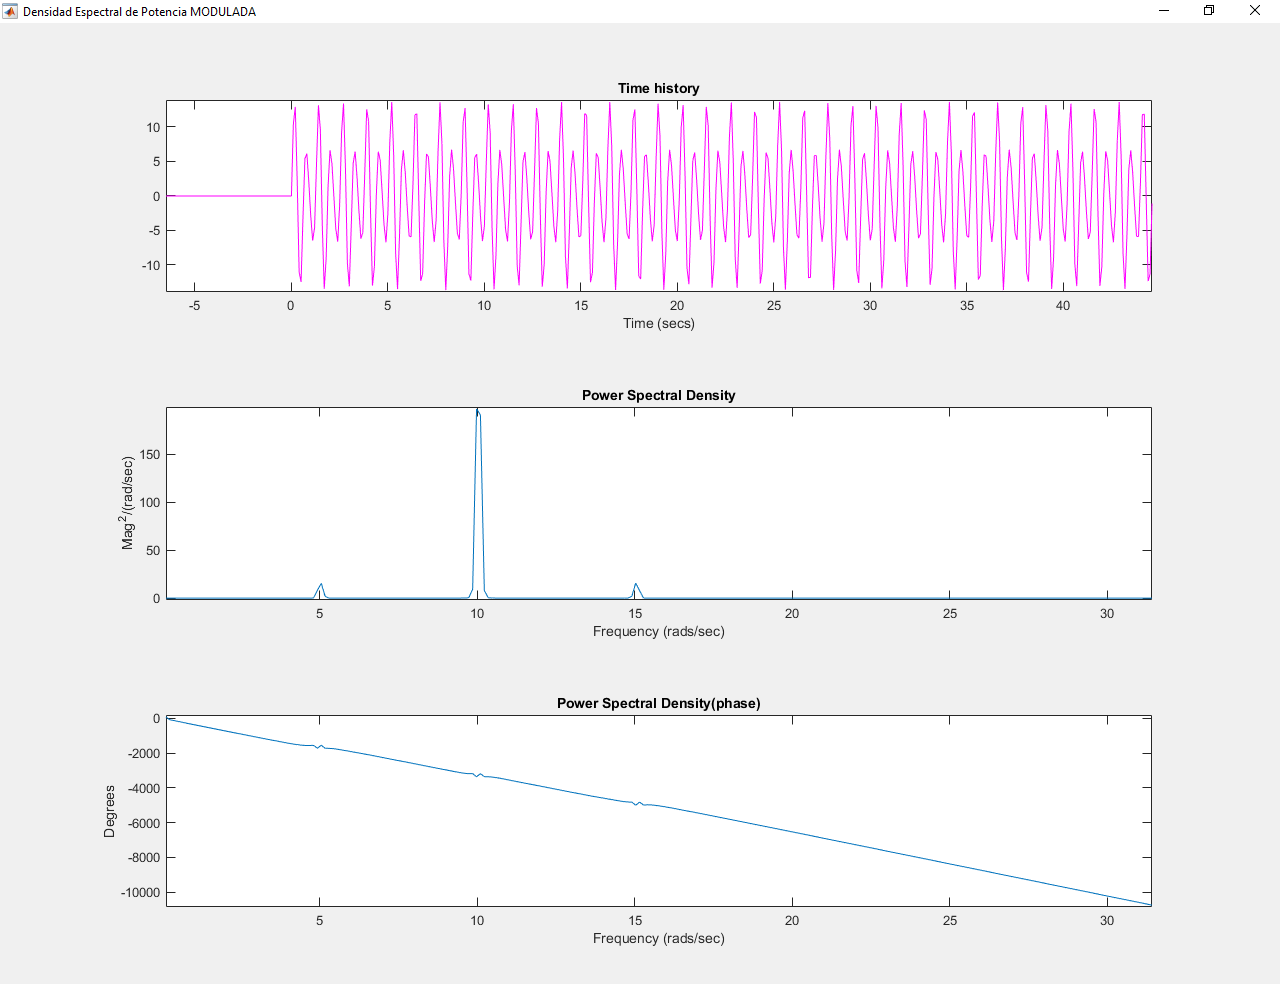 Densidad Espectral de Potencia MODULADA
Time history
10
5
0
-5
-10
-5 0 5 10 15 20 25 30 35 40
Time (secs)
Power Spectral Density
Mag²/(rad/sec)
150
100
50
0
5 10 15 20 25 30
Frequency (rads/sec)
Power Spectral Density(phase)
Degrees
0
-2000
-4000
-6000
-8000
-10000
5 10 15 20 25 30
Frequency (rads/sec)